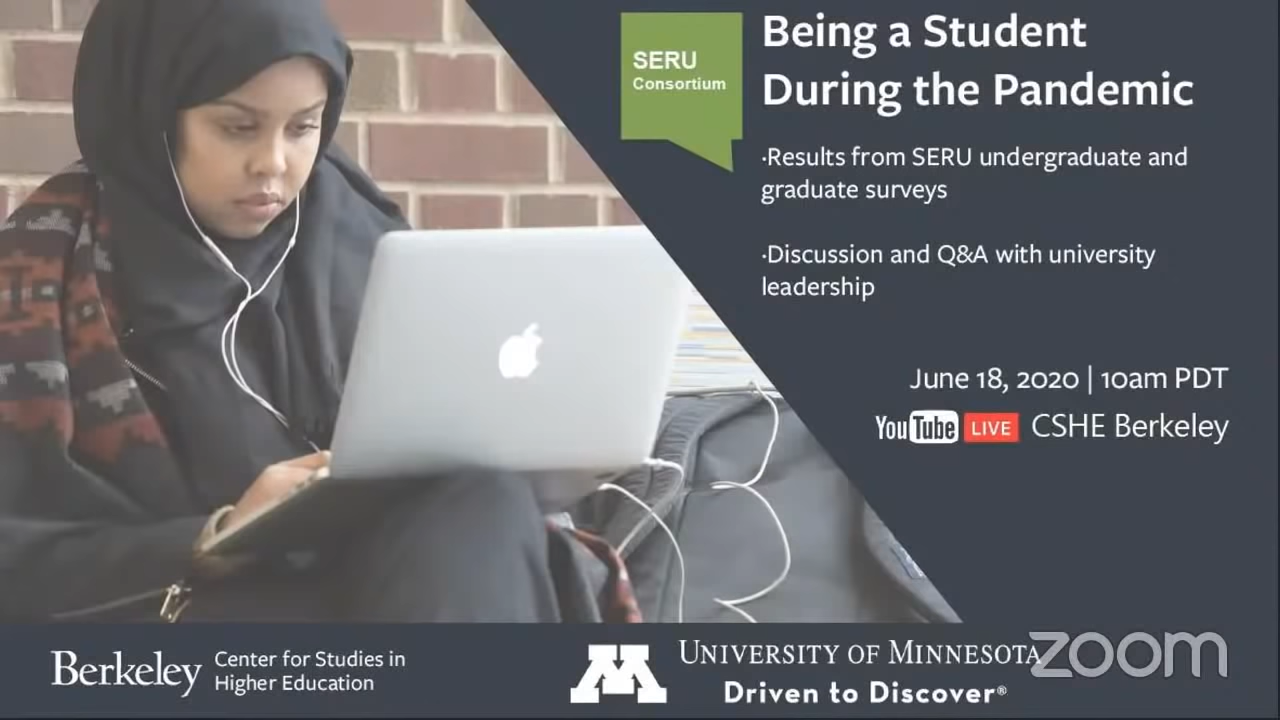 SERU
Consortium
Being a Student
During the Pandemic
·Results from SERU undergraduate and
graduate surveys
·Discussion and Q&A with university
leadership
June 18, 2020 | 10am PDT
YouTube LIVE CSHE Berkeley
Berkeley
Center for Studies in
Higher Education
M
UNIVERSITY OF MINNESOTA
Driven to Discover®
zoom